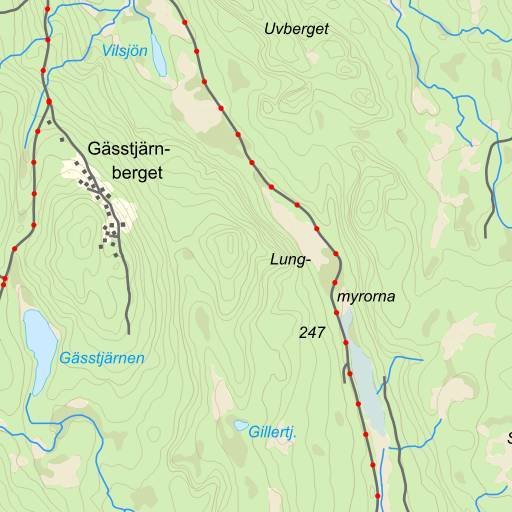 Uvberget
Vilsjön
Gässtjärn-
berget
Lung-
myrorna
247
Gässtjärnen
Gillertj.
S